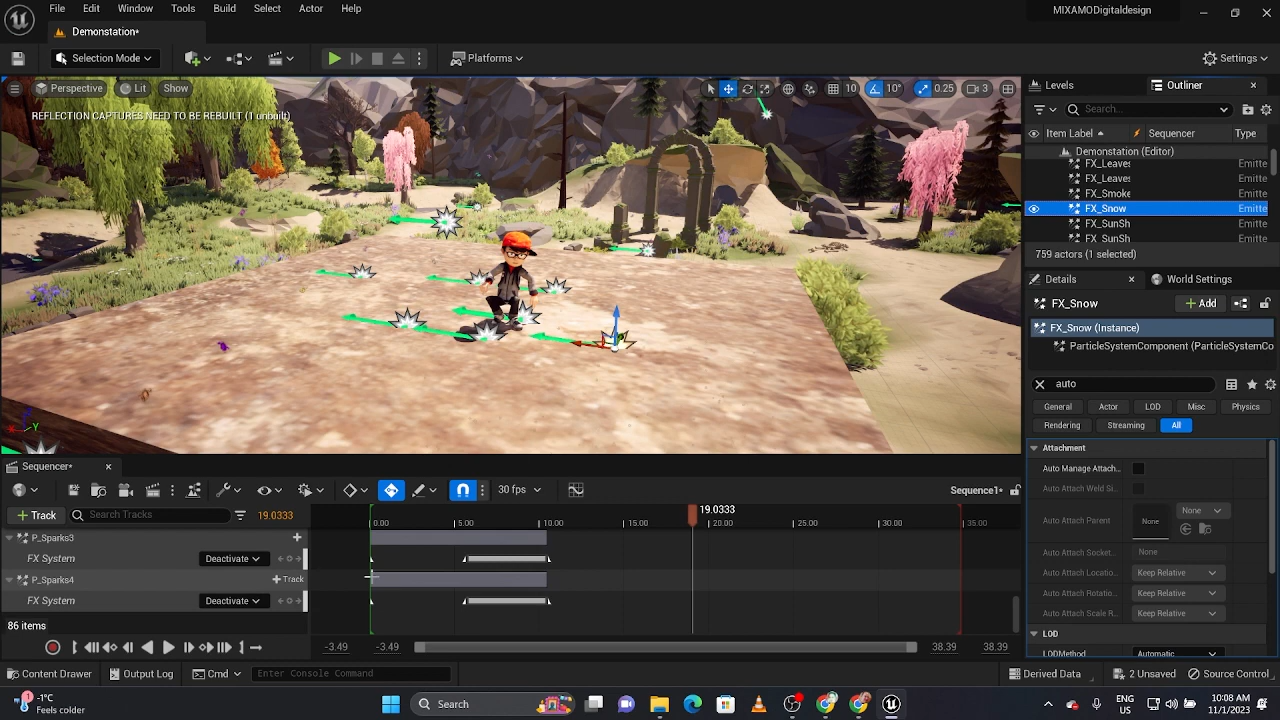 File Edit Window Tools Build Select Actor Help
MIXAMODigitaldesign
Demonstation*
Selection Mode
Platforms
Settings
Perspective Lit Show
10 10° 0.25 3
REFLECTION CAPTURES NEED TO BE REBUILT (1 unbuilt)
Levels Outliner
Search...
Item Label Sequencer Type
Demonstation (Editor)
FX_Leaves Emitte
FX_Leaves Emitte
FX_Smoke Emitte
FX_Snow Emitte
FX_SunSh Emitte
FX_SunSh Emitte
759 actors (1 selected)
Details World Settings
FX_Snow Add
FX_Snow (Instance)
ParticleSystemComponent (ParticleSystemCo
auto
General Actor LOD Misc Physics
Rendering Streaming All
Attachment
Auto Manage Attach..
Auto Attach Weld Si..
Auto Attach Parent None None
Auto Attach Socket.. None
Auto Attach Locatio.. Keep Relative
Auto Attach Rotatio.. Keep Relative
Auto Attach Scale R.. Keep Relative
LOD
LODMethod Automatic
X Y
Sequencer*
30 fps
Sequence1*
Track Search Tracks 19.0333
19.0333
0.00 5.00 10.00 15.00 20.00 25.00 30.00 35.00
P_Sparks3
FX System Deactivate
P_Sparks4 Track
FX System Deactivate
86 items
-3.49 -3.49 38.39 38.39
Content Drawer Output Log Cmd Enter Console Command
Derived Data 2 Unsaved Source Control
1 -1°C
Feels colder
Search
ENG
US
10:08 AM
11/1/2023